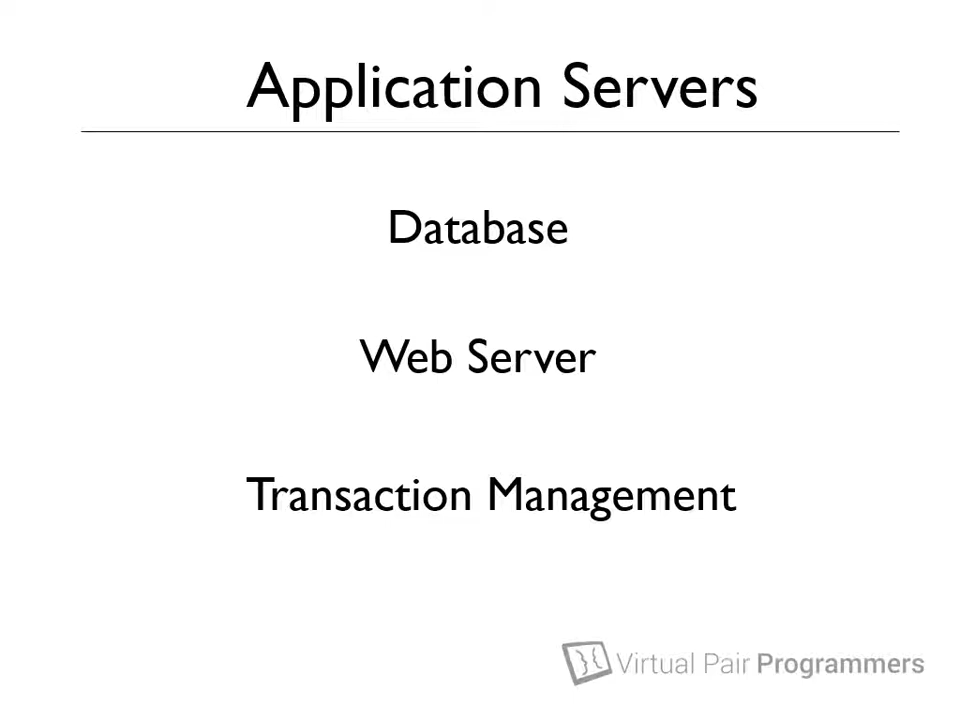 Application Servers
Database
Web Server
Transaction Management
Virtual Pair Programmers